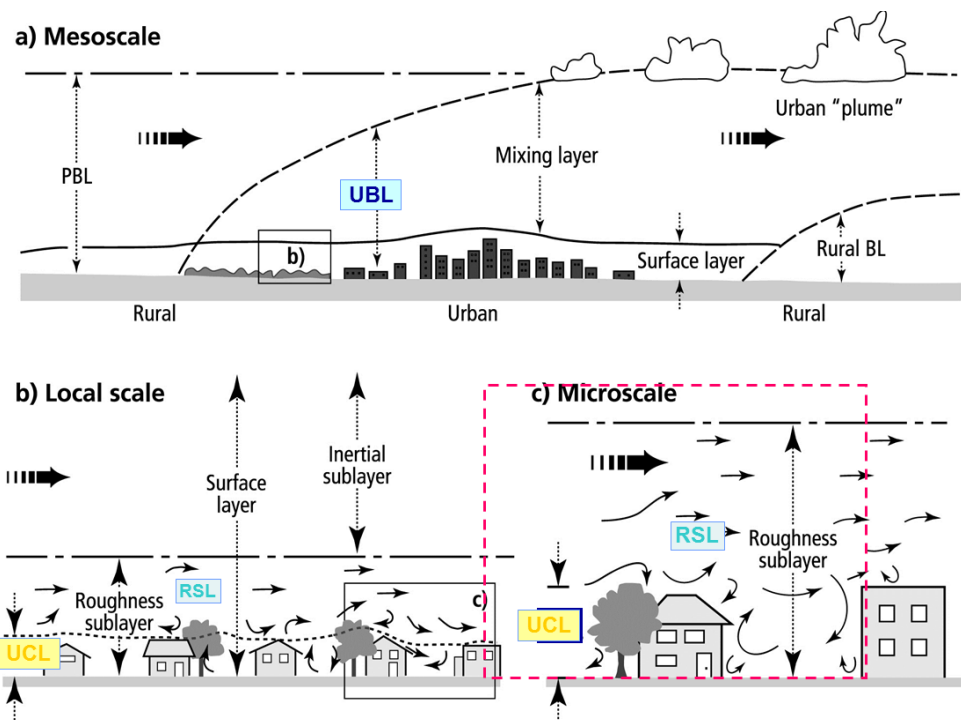 a) Mesoscale
Urban “plume”
PBL
Mixing layer
UBL
b)
Surface layer
Rural BL
Rural
Urban
Rural
b) Local scale
Inertial
sublayer
Surface
layer
RSL
Roughness
sublayer
c)
UCL
c) Microscale
RSL
Roughness
sublayer
UCL